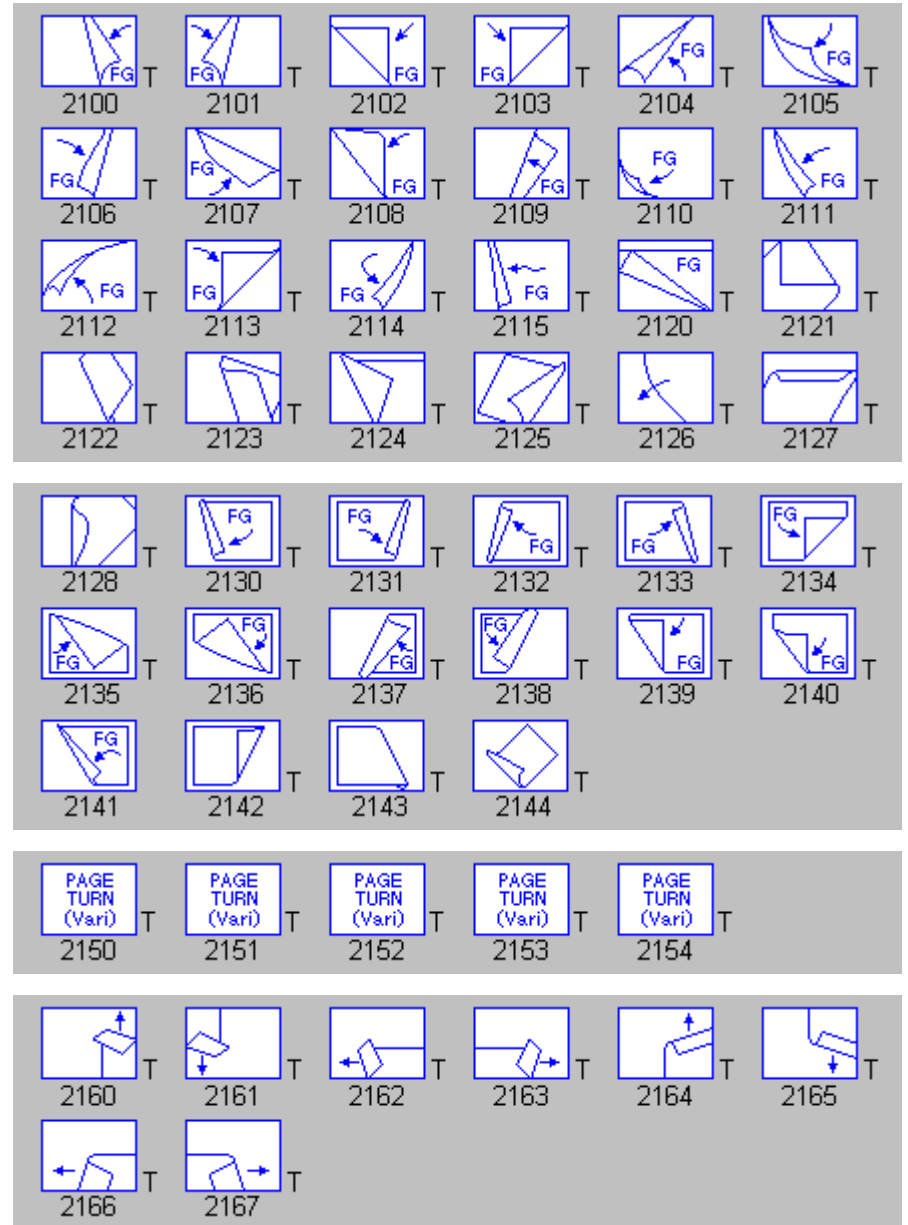 FG T FG T FG T FG T FG T FG T
2100 2101 2102 2103 2104 2105
FG T FG T FG T FG T FG T FG T
2106 2107 2108 2109 2110 2111
FG T FG T FG T FG T FG T T
2112 2113 2114 2115 2120 2121
T T T T T T
2122 2123 2124 2125 2126 2127
T FG T FG T FG T FG T FG T
2128 2130 2131 2132 2133 2134
FG T FG T FG T FG T FG T FG T
2135 2136 2137 2138 2139 2140
FG T T T
2141 2142 2143 2144
PAGE PAGE PAGE PAGE PAGE
TURN TURN TURN TURN TURN
(Vari) T (Vari) T (Vari) T (Vari) T (Vari) T
2150 2151 2152 2153 2154
T T T T T T
2160 2161 2162 2163 2164 2165
T T
2166 2167